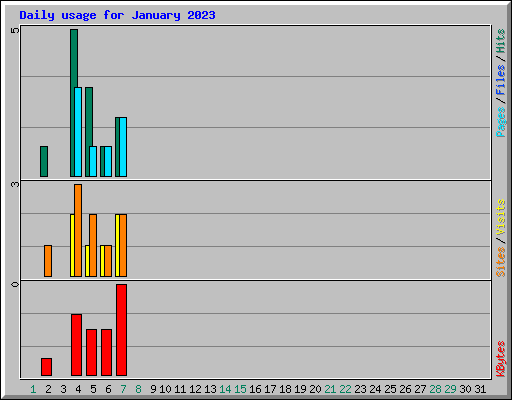 Daily usage for January 2023
5
3
0
Pages / Files / Hits
Sites / Visits
KBytes
1 2 3 4 5 6 7 8 9 10 11 12 13 14 15 16 17 18 19 20 21 22 23 24 25 26 27 28 29 30 31